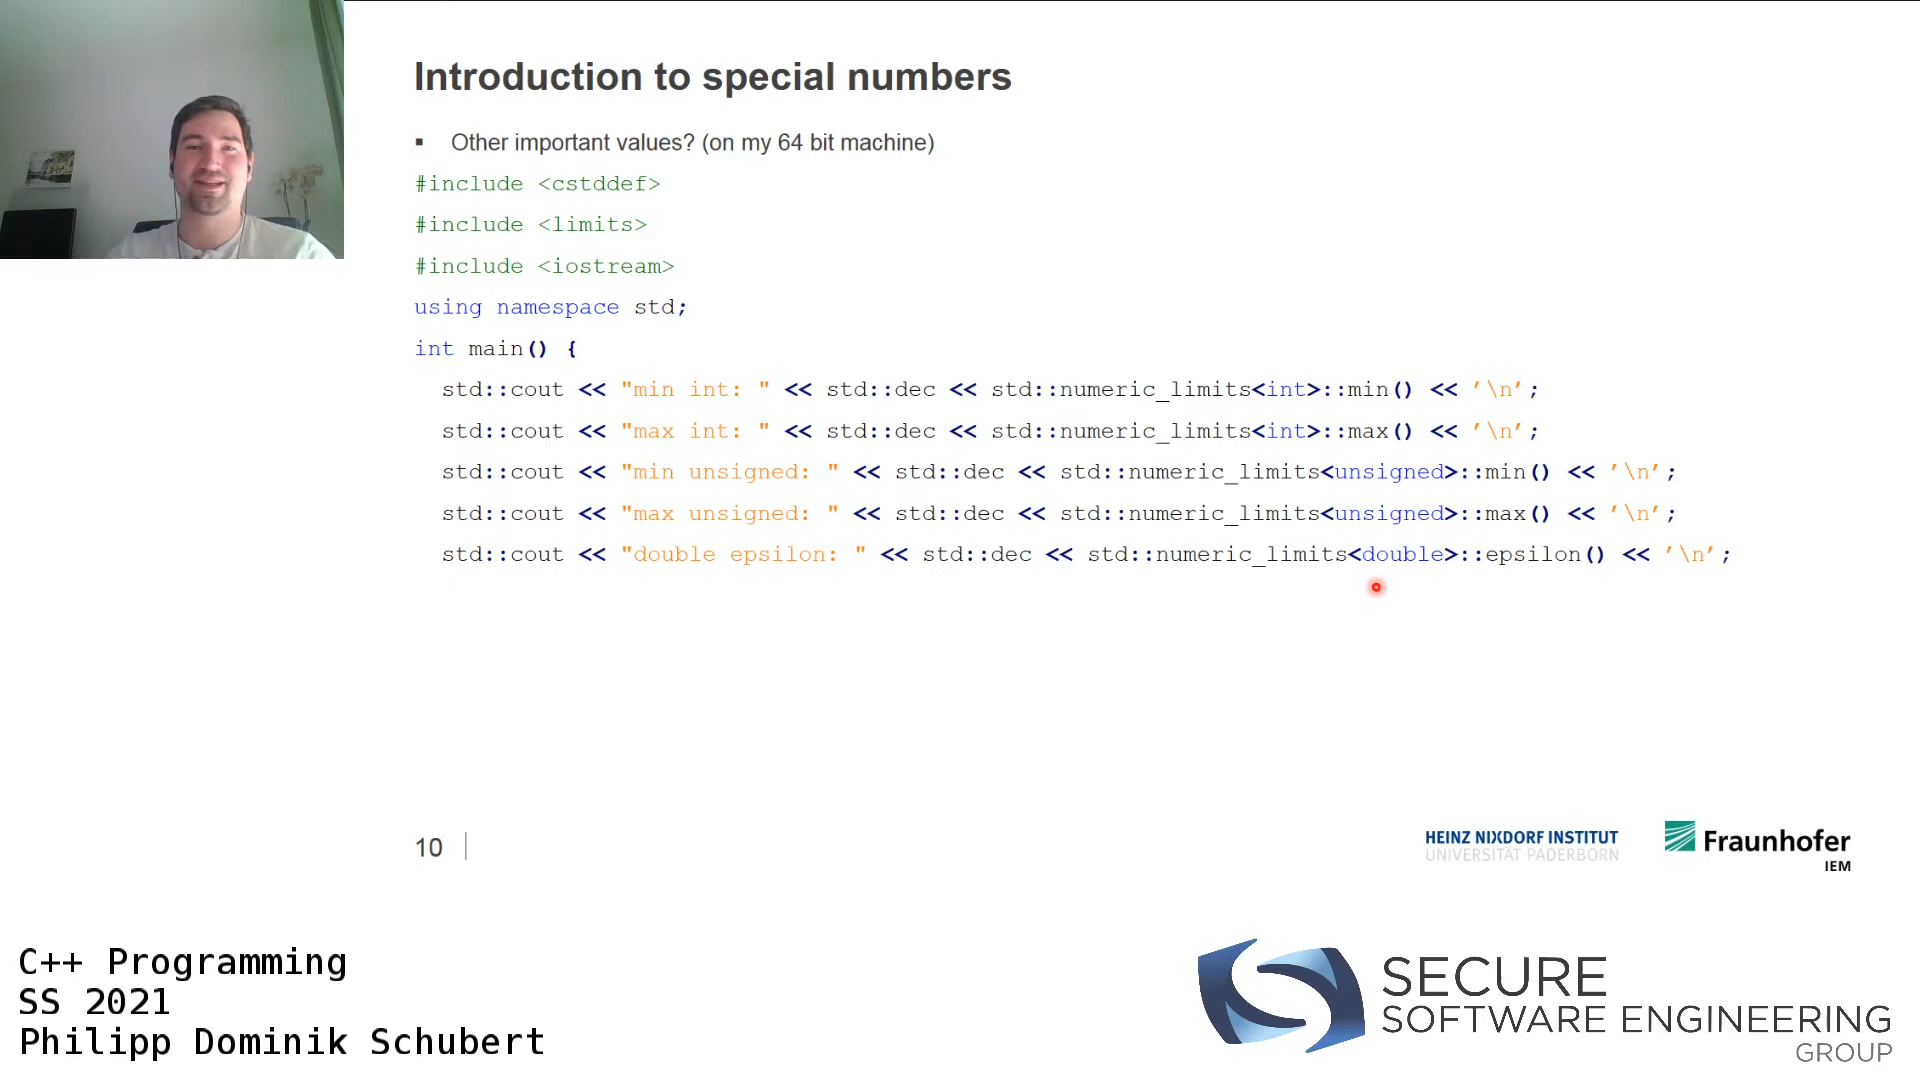 Introduction to special numbers
▪ Other important values? (on my 64 bit machine)
#include <cstddef>
#include <limits>
#include <iostream>
using namespace std;
int main() {
  std::cout << "min int: " << std::dec << std::numeric_limits<int>::min() << ’\n’;
  std::cout << "max int: " << std::dec << std::numeric_limits<int>::max() << ’\n’;
  std::cout << "min unsigned: " << std::dec << std::numeric_limits<unsigned>::min() << ’\n’;
  std::cout << "max unsigned: " << std::dec << std::numeric_limits<unsigned>::max() << ’\n’;
  std::cout << "double epsilon: " << std::dec << std::numeric_limits<double>::epsilon() << ’\n’;
10
HEINZ NIXDORF INSTITUT
UNIVERSITÄT PADERBORN
Fraunhofer
IEM
C++ Programming
SS 2021
Philipp Dominik Schubert
SECURE
SOFTWARE ENGINEERING
GROUP